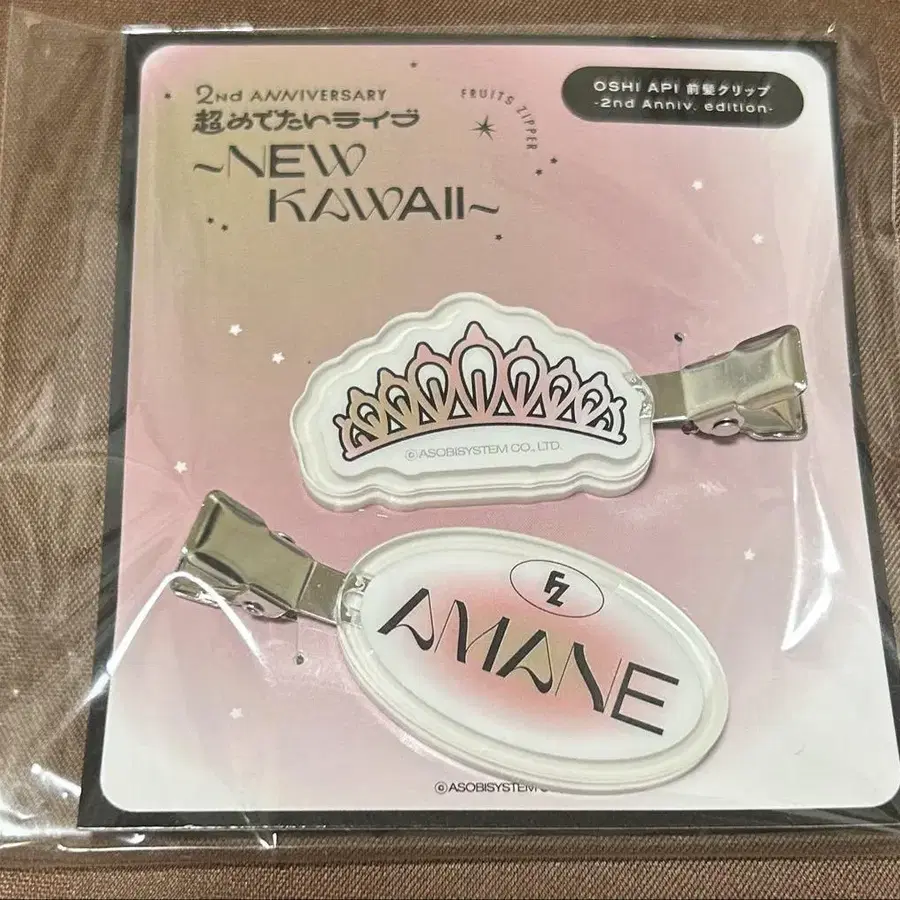 2nd ANNIVERSARY
超めでたいライブ
~NEW
KAWAII~
FRUITS ZIPPER
OSHI API 前髪クリップ
-2nd Anniv. edition-
©ASOBISYSTEM CO., LTD.
FZ
AMANE
©ASOBISYSTEM